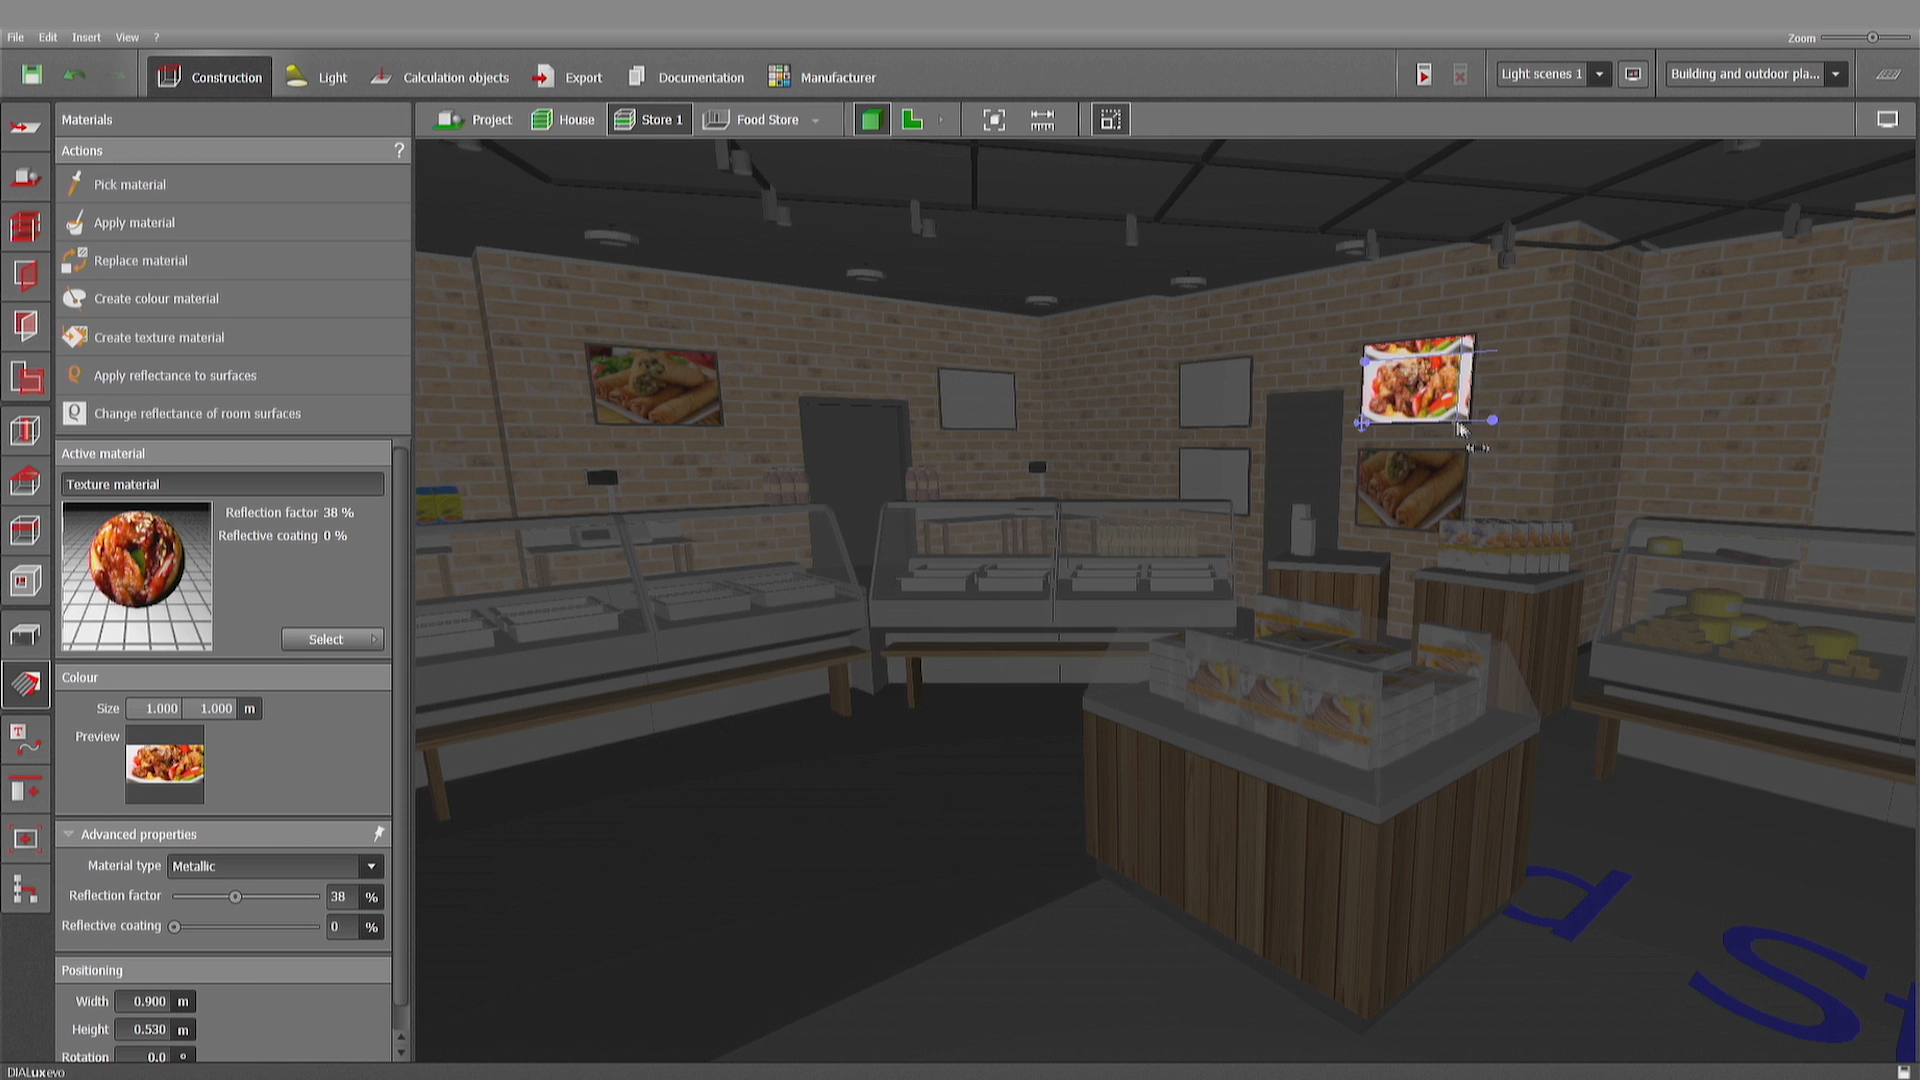 File Edit Insert View ?
Zoom
Construction Light Calculation objects Export Documentation Manufacturer
Light scenes 1
Building and outdoor pla...
Materials
Project House Store 1 Food Store
Actions ?
Pick material
Apply material
Replace material
Create colour material
Create texture material
Apply reflectance to surfaces
Change reflectance of room surfaces
Active material
Texture material
Reflection factor 38 %
Reflective coating 0 %
Select
Colour
Size 1.000 1.000 m
Preview
Advanced properties
Material type Metallic
Reflection factor 38 %
Reflective coating 0 %
Positioning
Width 0.900 m
Height 0.530 m
Rotation 0.0 °
d S
DIALux evo